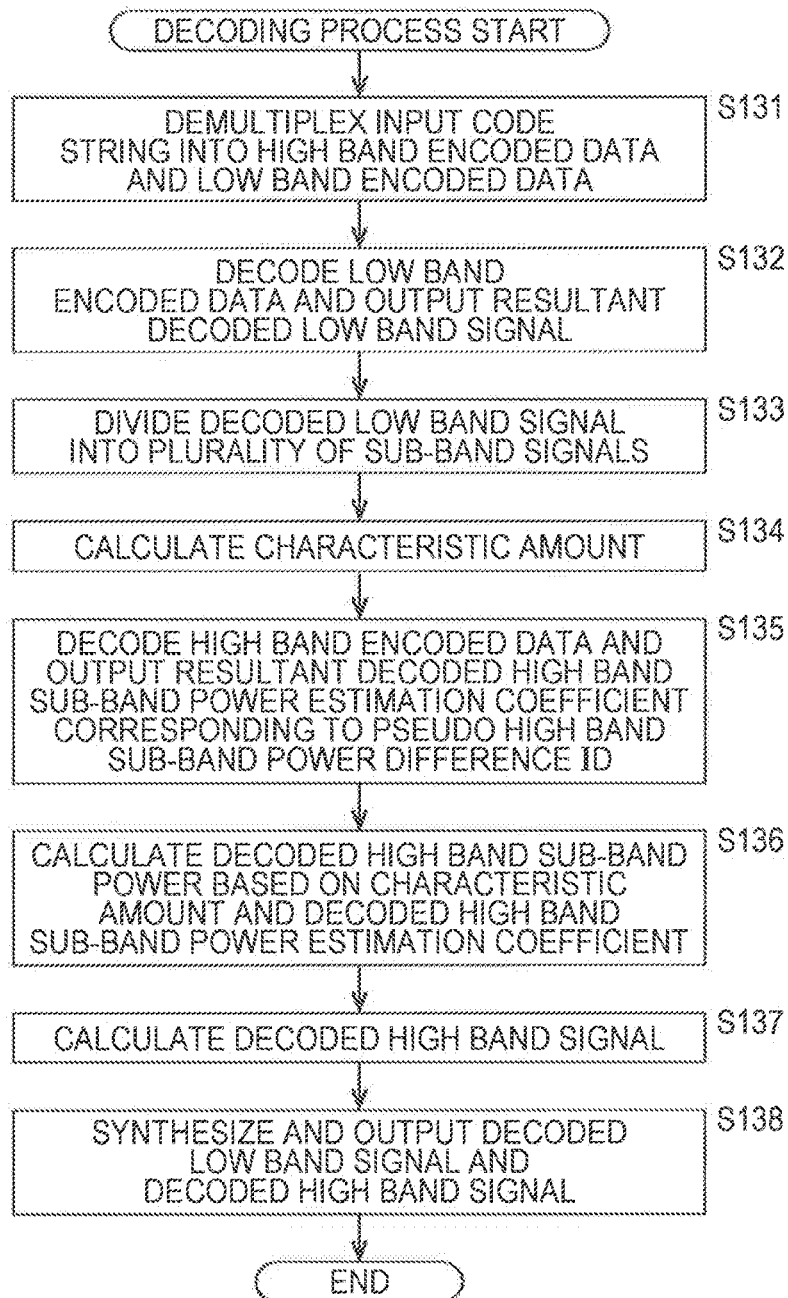 DECODING PROCESS START
S131
DEMULTIPLEX INPUT CODE
STRING INTO HIGH BAND ENCODED DATA
AND LOW BAND ENCODED DATA
S132
DECODE LOW BAND
ENCODED DATA AND OUTPUT RESULTANT
DECODED LOW BAND SIGNAL
S133
DIVIDE DECODED LOW BAND SIGNAL
INTO PLURALITY OF SUB-BAND SIGNALS
S134
CALCULATE CHARACTERISTIC AMOUNT
S135
DECODE HIGH BAND ENCODED DATA AND
OUTPUT RESULTANT DECODED HIGH BAND
SUB-BAND POWER ESTIMATION COEFFICIENT
CORRESPONDING TO PSEUDO HIGH BAND
SUB-BAND POWER DIFFERENCE ID
S136
CALCULATE DECODED HIGH BAND SUB-BAND
POWER BASED ON CHARACTERISTIC
AMOUNT AND DECODED HIGH BAND
SUB-BAND POWER ESTIMATION COEFFICIENT
S137
CALCULATE DECODED HIGH BAND SIGNAL
S138
SYNTHESIZE AND OUTPUT DECODED
LOW BAND SIGNAL AND
DECODED HIGH BAND SIGNAL
END